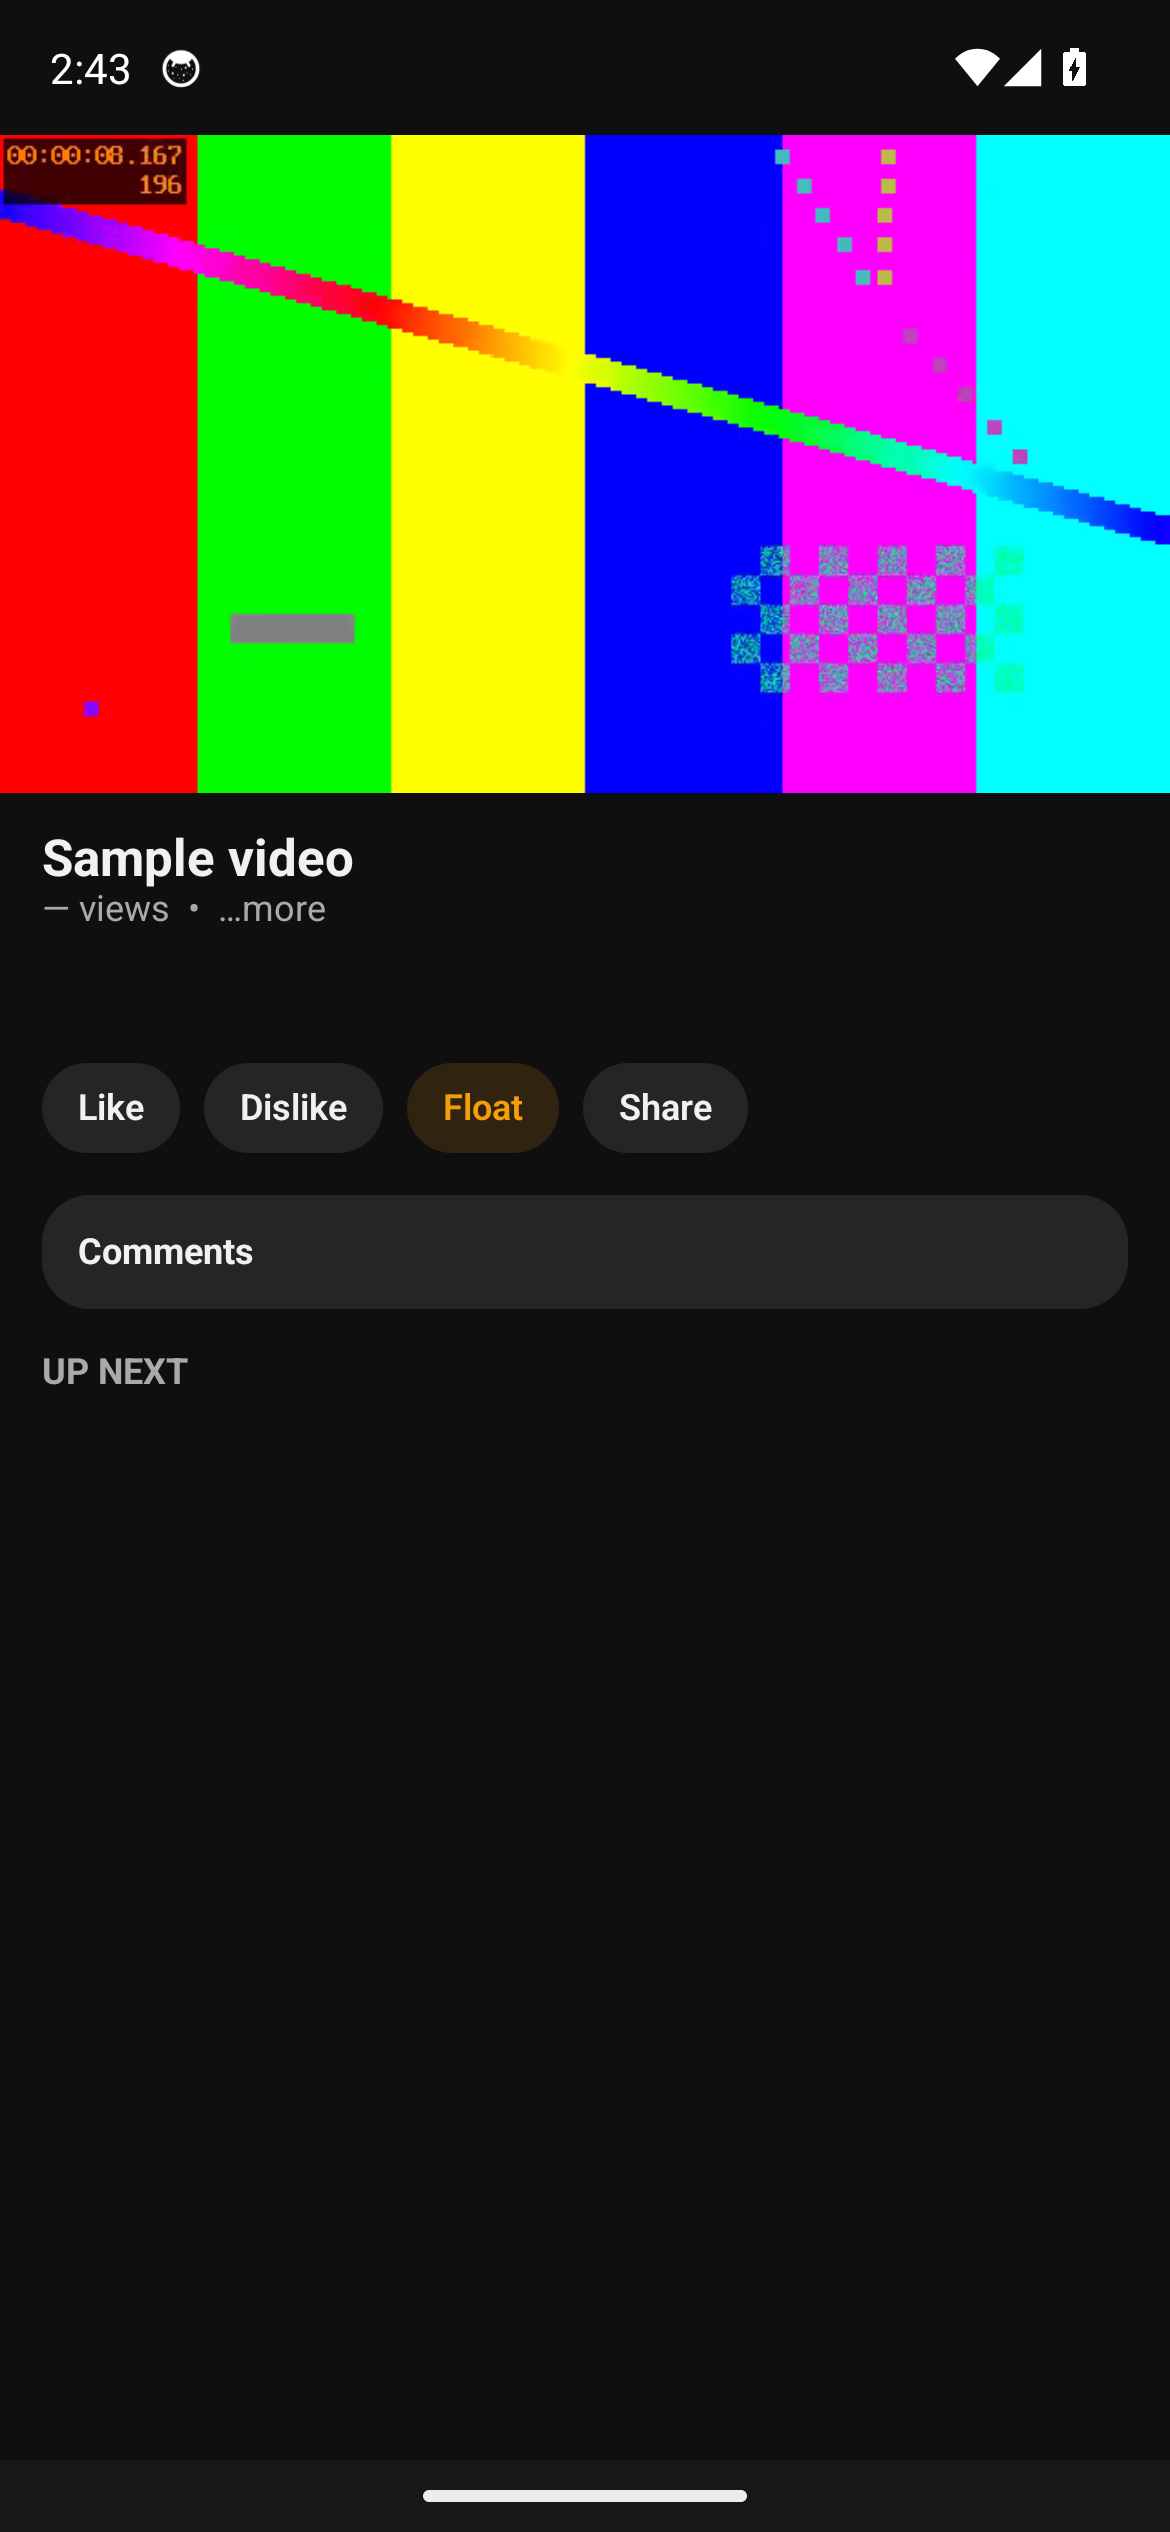 2:43
00:00:08.167
196
Sample video
— views • …more
Like Dislike Float Share
Comments
UP NEXT